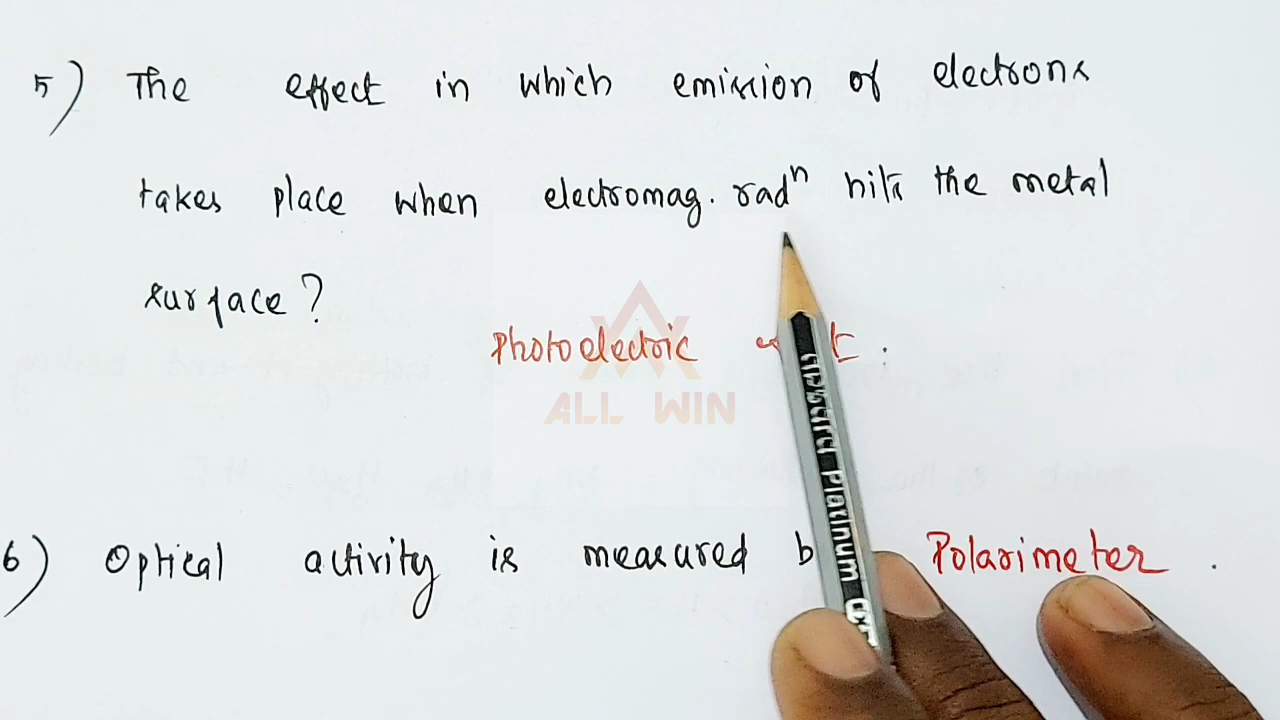 5) The effect in which emission of electrons
takes place when electromag. radⁿ hits the metal
surface?
Photoelectric
ALL WIN
6) Optical activity is measured Polarimeter.
Platinum